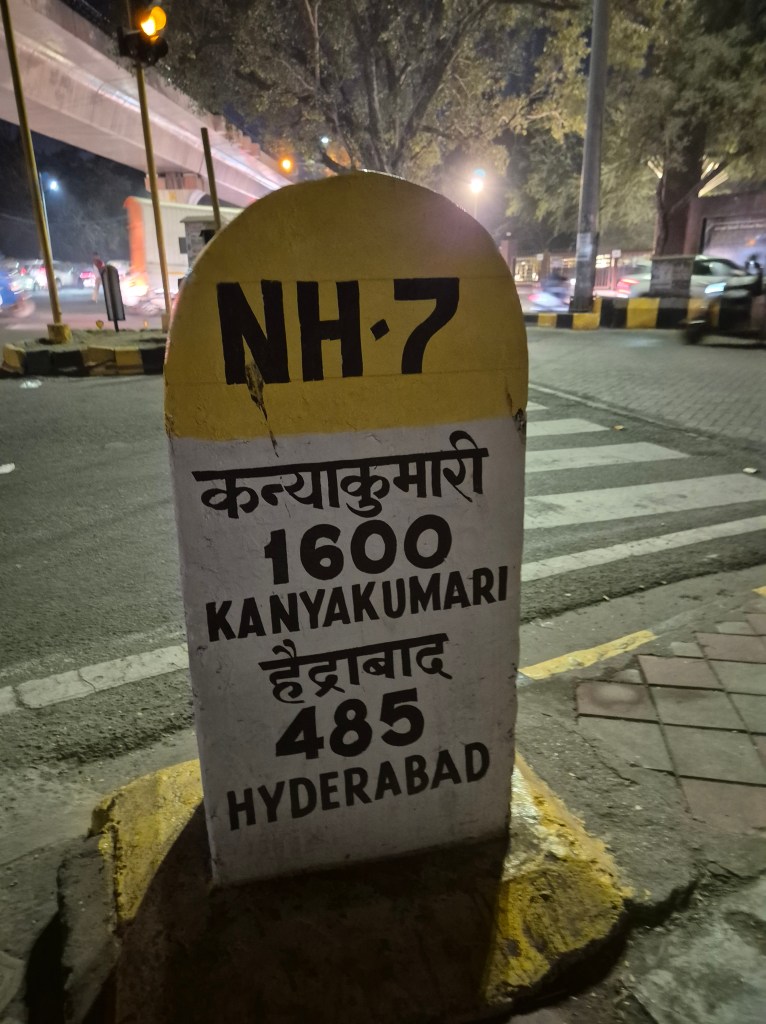 NH·7
कन्याकुमारी
1600
KANYAKUMARI
हैद्राबाद
485
HYDERABAD